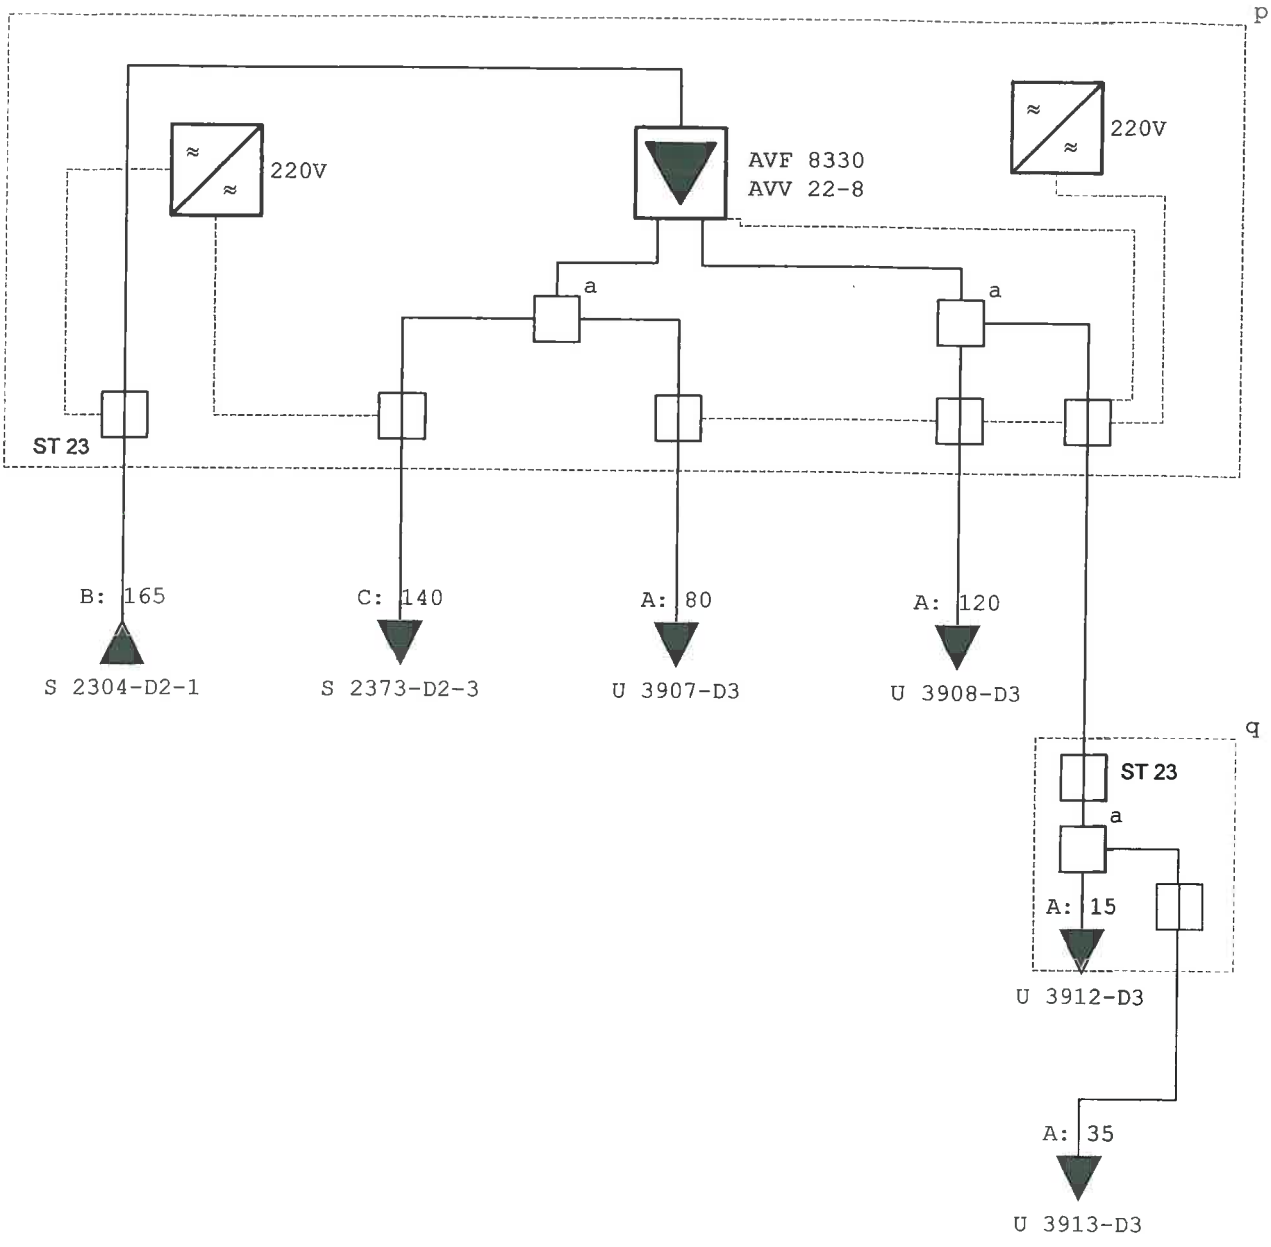 p
220V
220V
AVF 8330
AVV 22-8
a
a
ST 23
B: 165
C: 140
A: 80
A: 120
S 2304-D2-1
S 2373-D2-3
U 3907-D3
U 3908-D3
q
ST 23
a
A: 15
U 3912-D3
A: 35
U 3913-D3